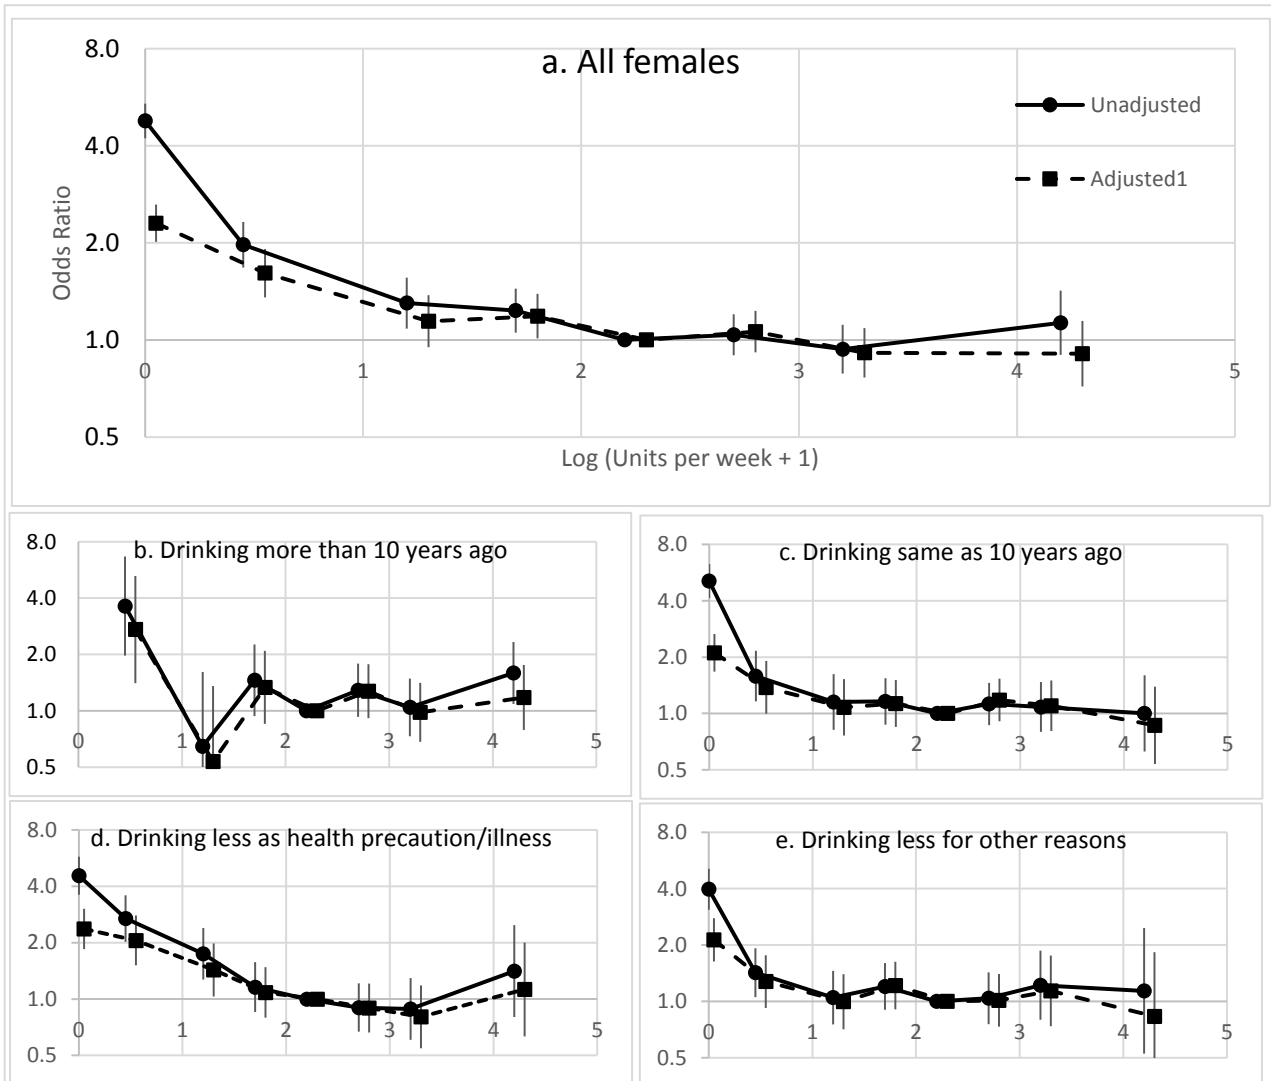 a. All females
8.0
4.0
2.0
1.0
0.5
Odds Ratio
0 1 2 3 4 5
Log (Units per week + 1)
Unadjusted
Adjusted1
b. Drinking more than 10 years ago
8.0
4.0
2.0
1.0
0.5
0 1 2 3 4 5
c. Drinking same as 10 years ago
8.0
4.0
2.0
1.0
0.5
0 1 2 3 4 5
d. Drinking less as health precaution/illness
8.0
4.0
2.0
1.0
0.5
0 1 2 3 4 5
e. Drinking less for other reasons
8.0
4.0
2.0
1.0
0.5
0 1 2 3 4 5